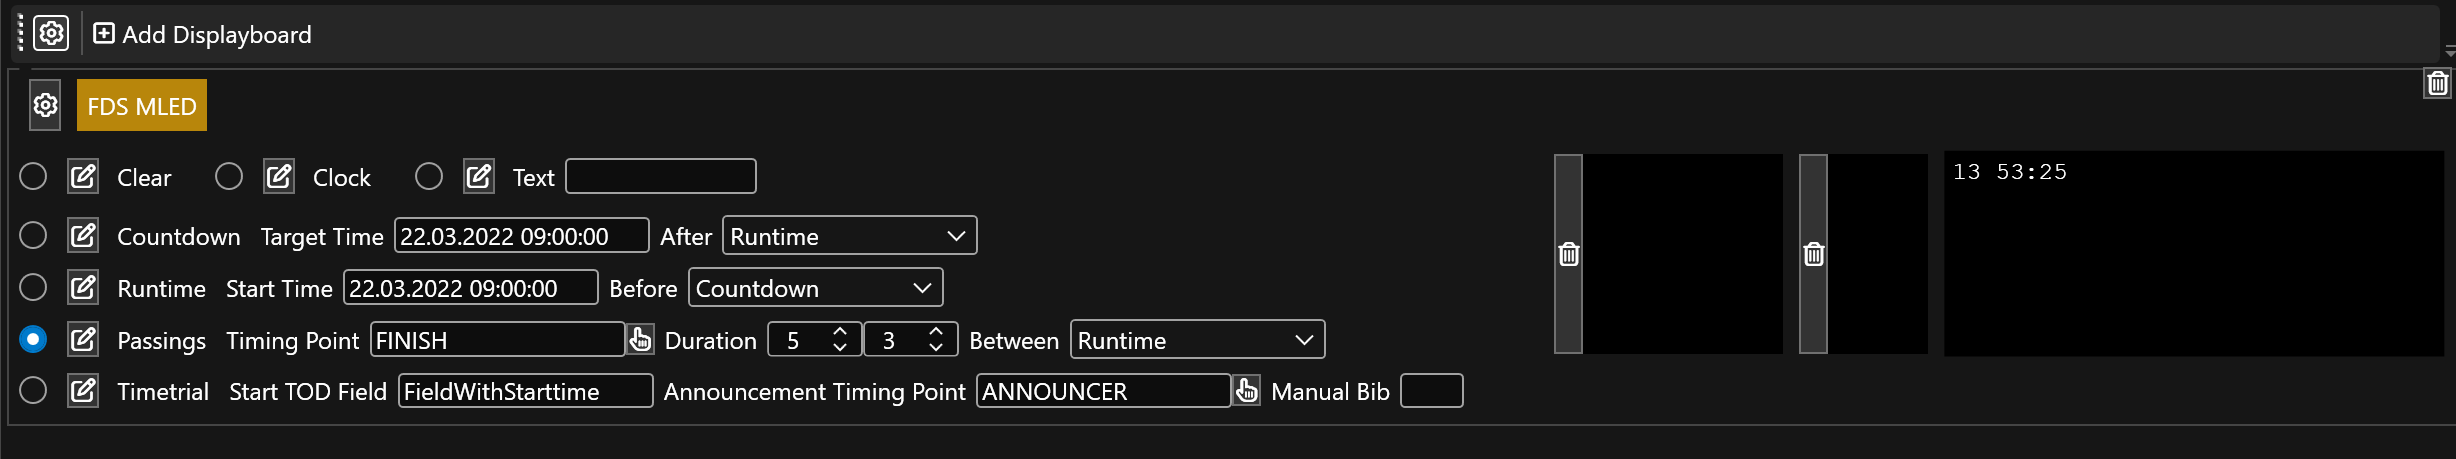 Add Displayboard
FDS MLED
Clear Clock Text
Countdown Target Time 22.03.2022 09:00:00 After Runtime
Runtime Start Time 22.03.2022 09:00:00 Before Countdown
Passings Timing Point FINISH Duration 5 3 Between Runtime
Timetrial Start TOD Field FieldWithStarttime Announcement Timing Point ANNOUNCER Manual Bib
13 53:25